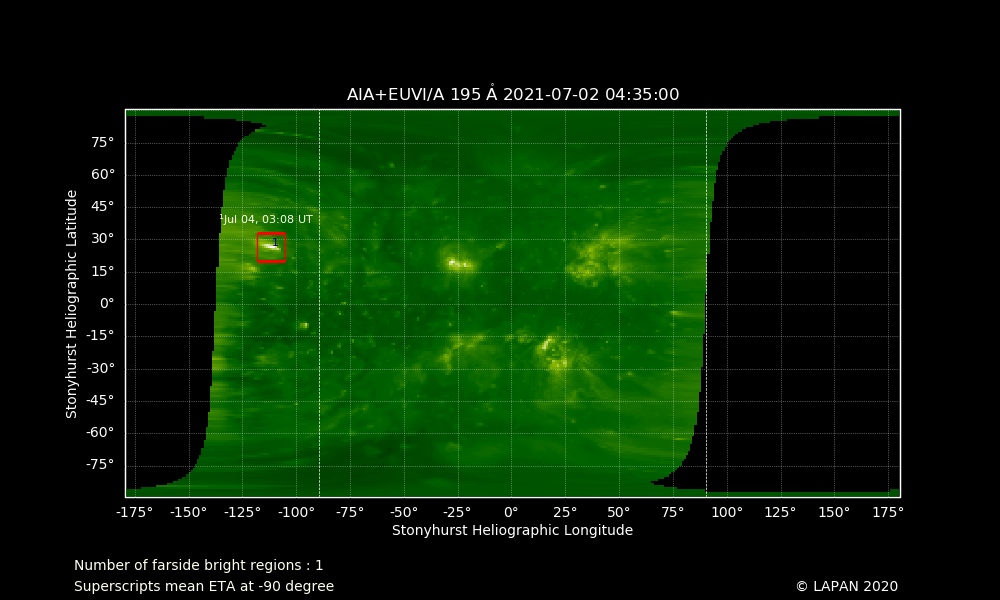 AIA+EUVI/A 195 Å 2021-07-02 04:35:00
75°
60°
45°
¹Jul 04, 03:08 UT
30°
1
15°
0°
-15°
-30°
-45°
-60°
-75°
Stonyhurst Heliographic Latitude
-175° -150° -125° -100° -75° -50° -25° 0° 25° 50° 75° 100° 125° 150° 175°
Stonyhurst Heliographic Longitude
Number of farside bright regions : 1
Superscripts mean ETA at -90 degree
© LAPAN 2020